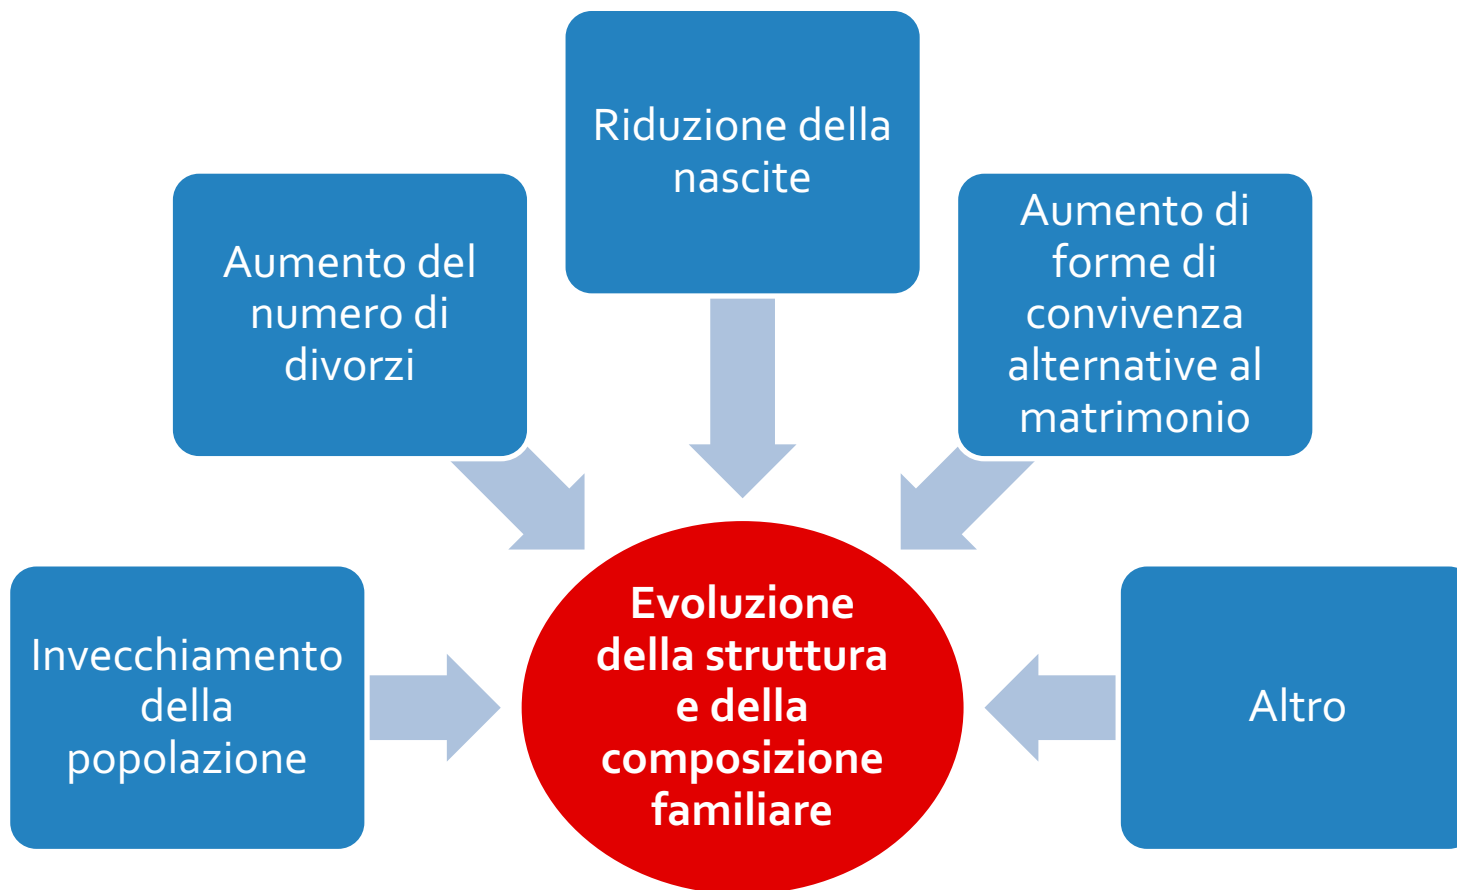 Riduzione della
nascite
Aumento del
numero di
divorzi
Aumento di
forme di
convivenza
alternative al
matrimonio
Invecchiamento
della
popolazione
Evoluzione
della struttura
e della
composizione
familiare
Altro